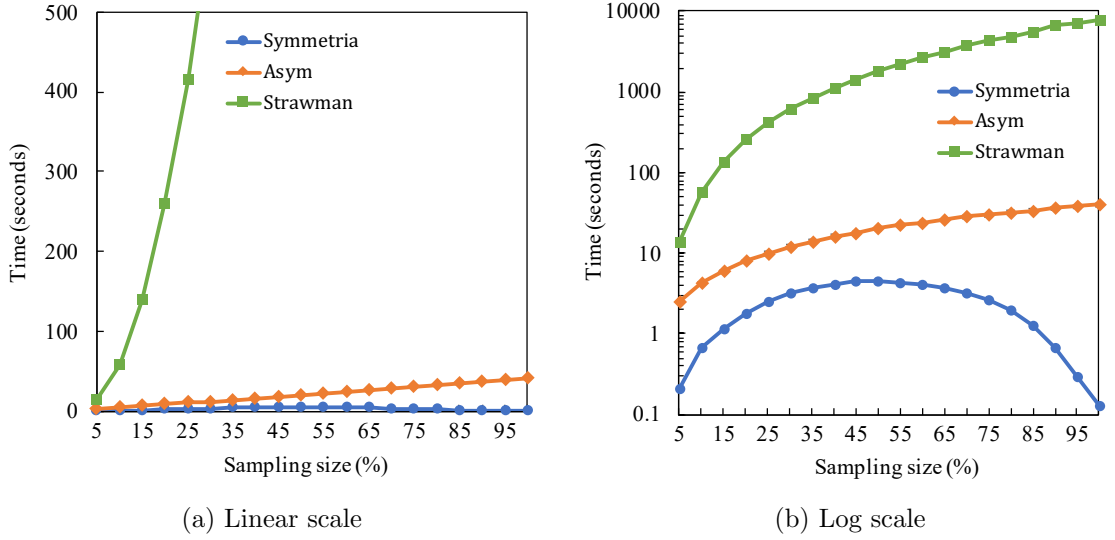 500
400
300
200
100
0
Time (seconds)
Symmetria
Asym
Strawman
5 15 25 35 45 55 65 75 85 95
Sampling size (%)
(a) Linear scale
10000
1000
100
10
1
0.1
Time (seconds)
Symmetria
Asym
Strawman
5 15 25 35 45 55 65 75 85 95
Sampling size (%)
(b) Log scale